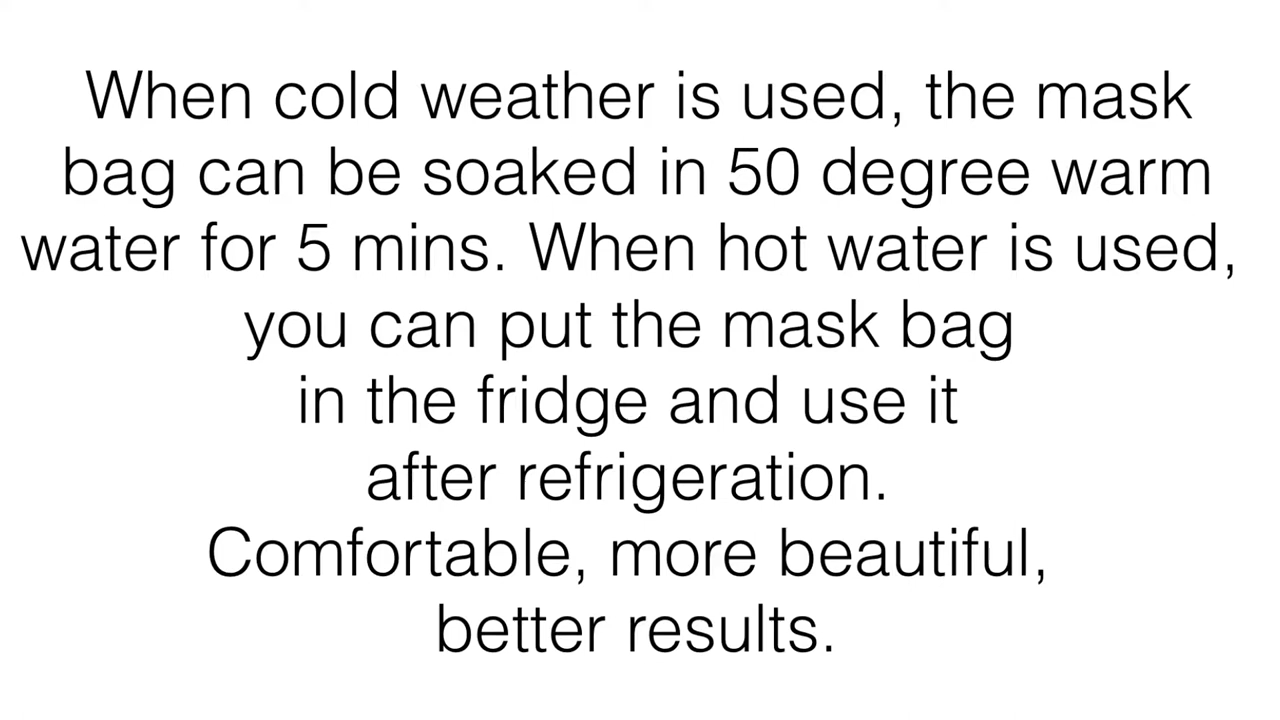 When cold weather is used, the mask
bag can be soaked in 50 degree warm
water for 5 mins. When hot water is used,
you can put the mask bag
in the fridge and use it
after refrigeration.
Comfortable, more beautiful,
better results.